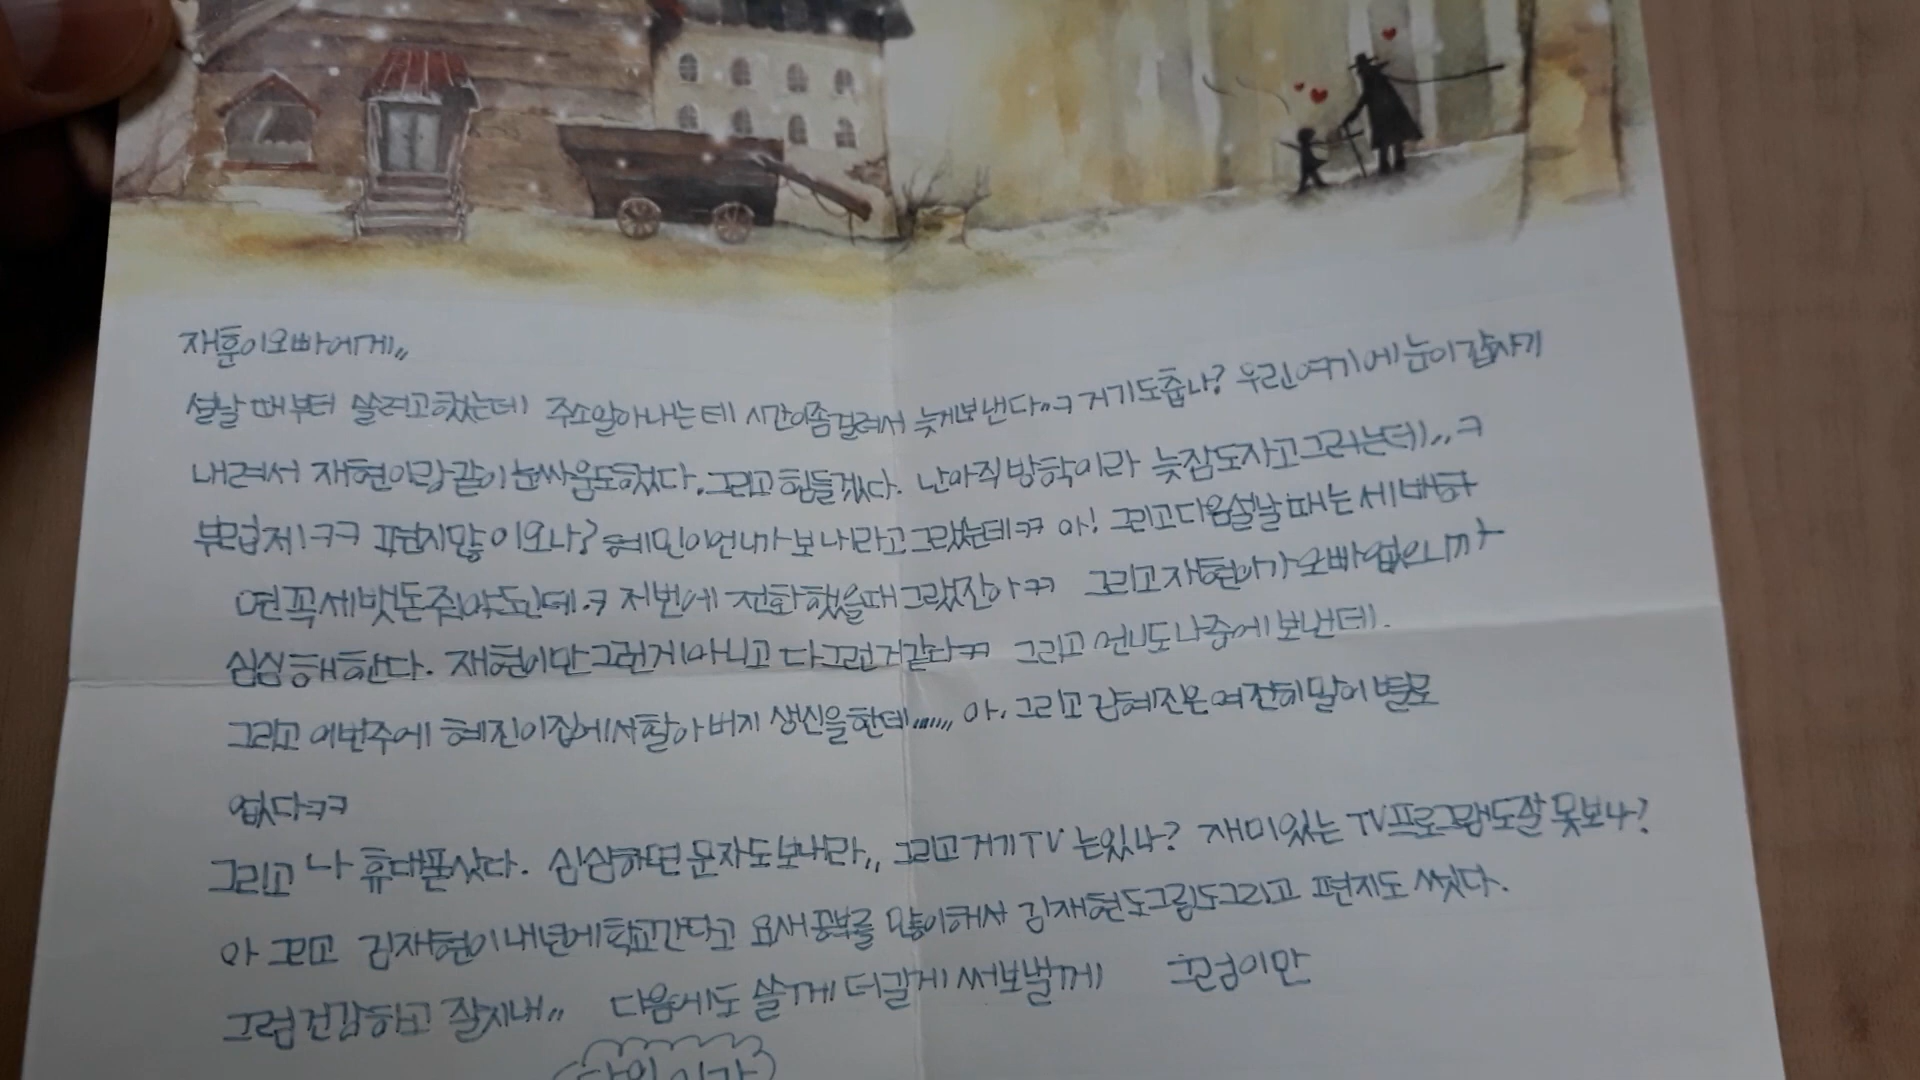 재훈이오빠에게,,
설날 때부터 쓸려고했는데 주소알아나는데 시간이좀걸려서 늦게보낸다,,ㅋ 거기도춥나? 우린여기에눈이갑자기
내려서 재현이랑같이눈싸움도했다. 그리고 힘들겠다. 난아직방학이라 늦잠도자고그러는데,,ㅋ
부럽제!ㅋㅋ 편지많이오나? 혜민이언니가보내라고그랬는데ㅋㅋ 아! 그리고다음설날때는세배하
면꼭세뱃돈줘야된데.ㅋ 저번에 전화했을때그랬잖아ㅋㅋ 그리고재현이가오빠없으니까
심심해한다. 재현이만그런게아니고 다그런거같다ㅋㅋ 그리고 언니도나중에보낸데.
그리고 이번주에 혜진이집에서할아버지 생신을한데,,,,,, 아. 그리고 김혜진은여전히말이 별로
없다ㅋㅋ
그리고 나 휴대폰샀다. 심심하면문자도보내라,, 그리고거기TV는있나? 재미있는 TV프로그램도잘못보나?
아 그리고 김재현이내년에학교간다고 요새공부를 많이해서 김재현도그림도그리고 편지도 썼다.
그럼건강하고 잘지내,, 다음에도 쓸께 더길게써보낼께 그럼이만